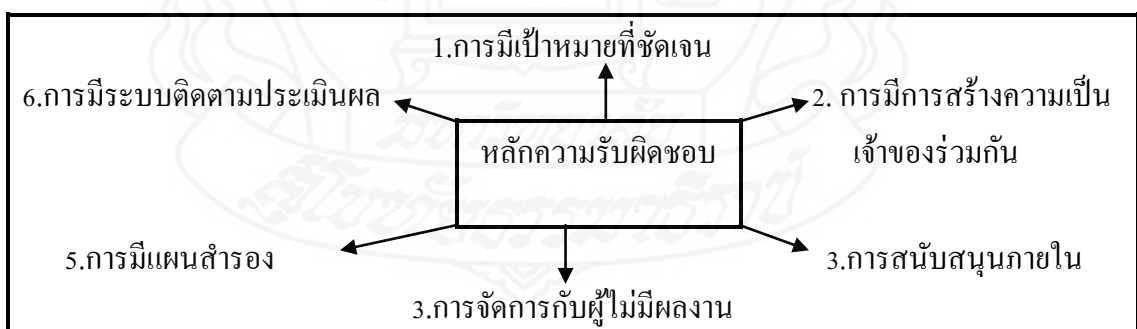 1.การมีเป้าหมายที่ชัดเจน
6.การมีระบบติดตามประเมินผล
2. การมีการสร้างความเป็น
เจ้าของร่วมกัน
หลักความรับผิดชอบ
5.การมีแผนสำรอง
3.การสนับสนุนภายใน
3.การจัดการกับผู้ไม่มีผลงาน